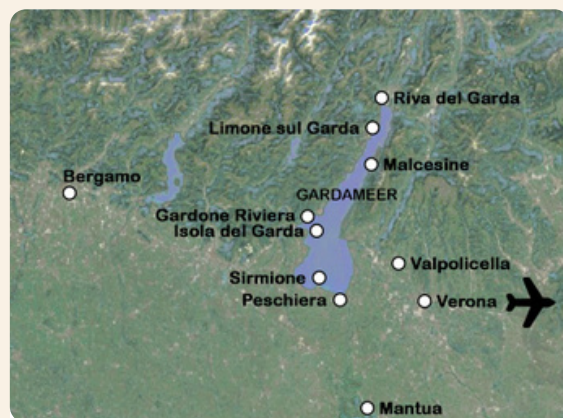 Riva del Garda
Limone sul Garda
Malcesine
Bergamo
GARDAMEER
Gardone Riviera
Isola del Garda
Valpolicella
Sirmione
Peschiera
Verona
Mantua